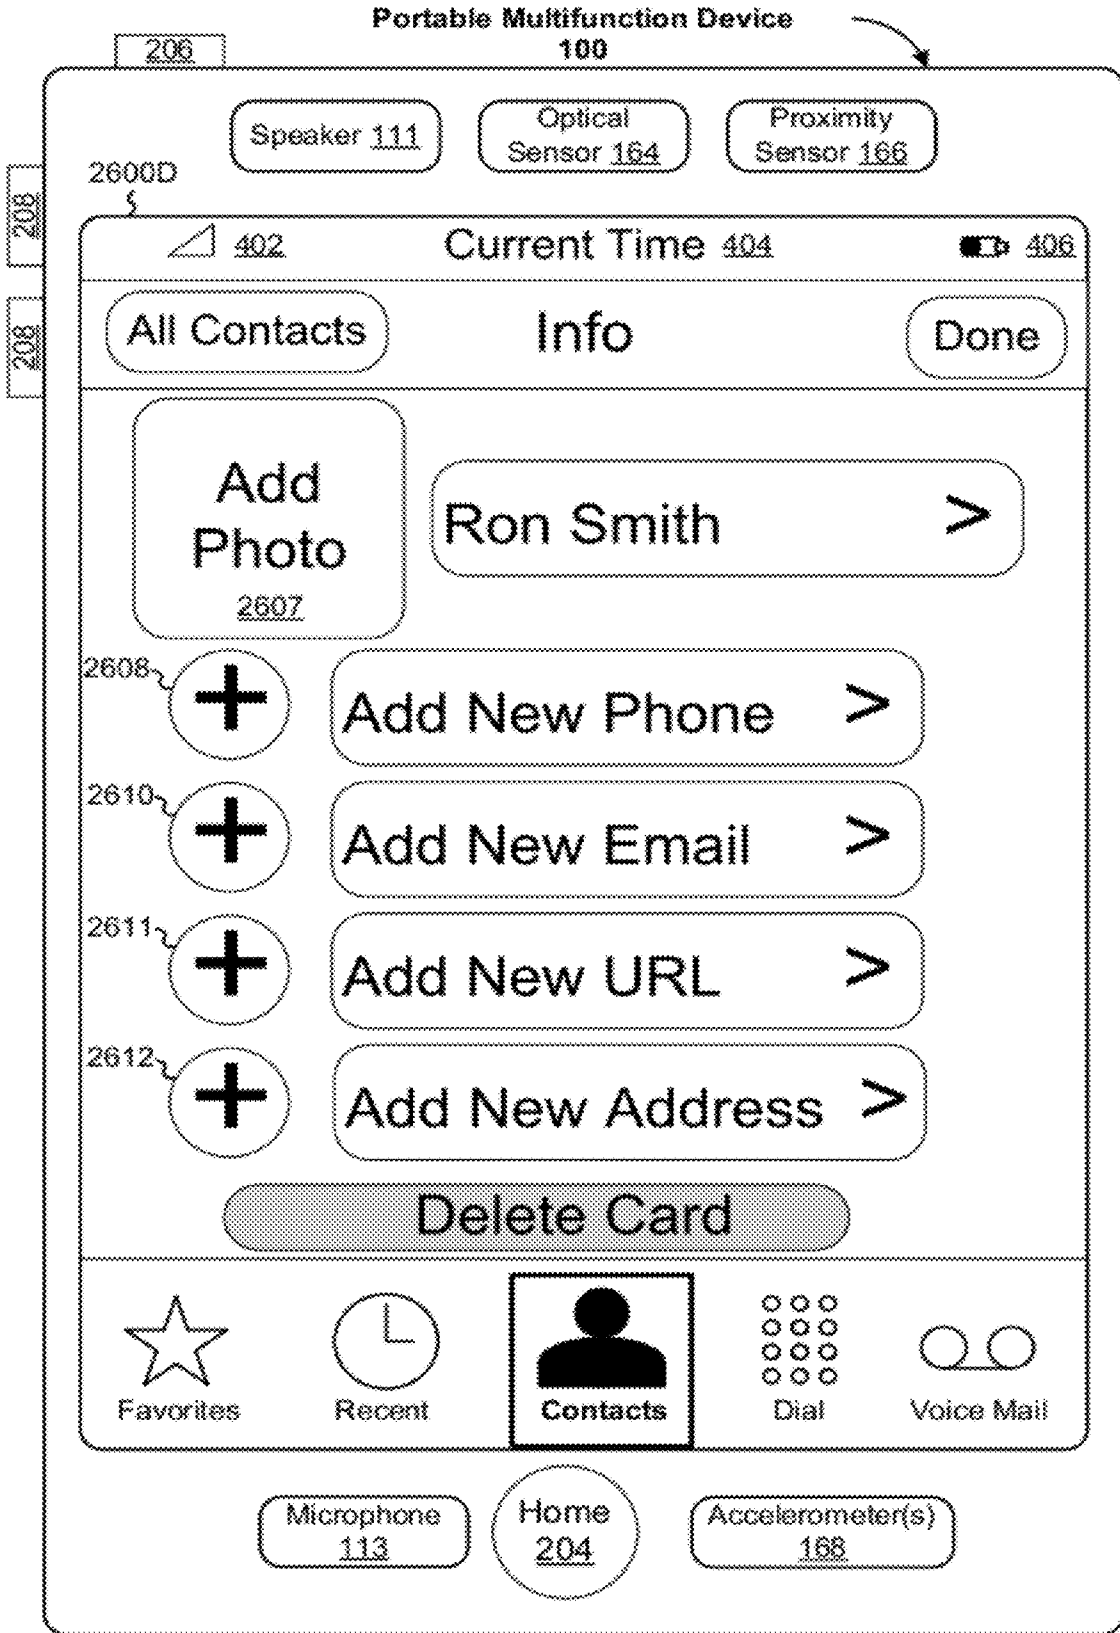 Portable Multifunction Device
100
206
Speaker 111
Optical
Sensor 164
Proximity
Sensor 166
2600D
208
208
402
Current Time 404
406
All Contacts
Info
Done
Add
Photo
2607
Ron Smith >
2608
Add New Phone >
2610
Add New Email >
2611
Add New URL >
2612
Add New Address >
Delete Card
Favorites
Recent
Contacts
Dial
Voice Mail
Microphone
113
Home
204
Accelerometer(s)
168